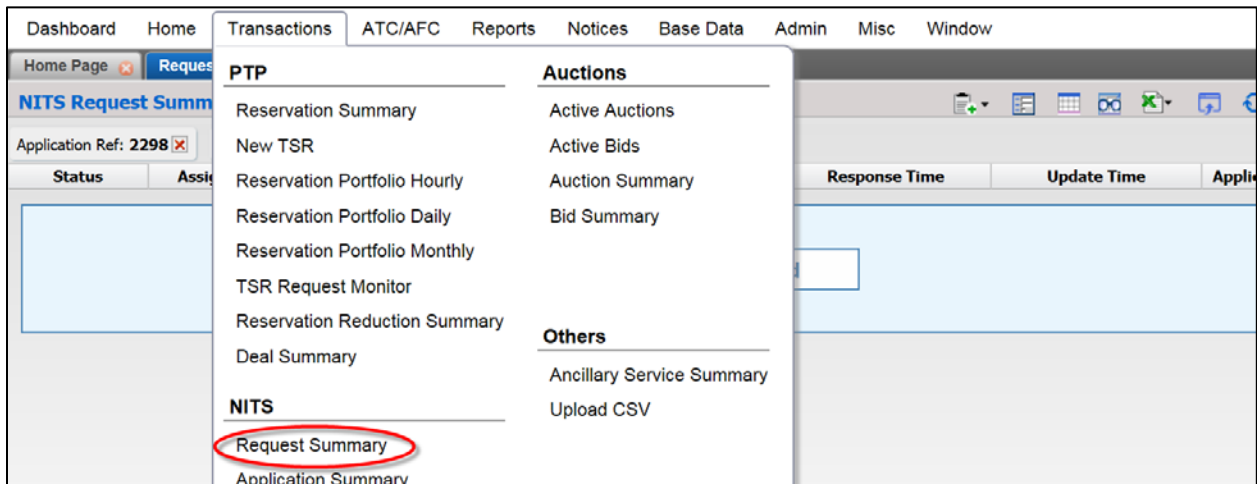 Dashboard Home Transactions ATC/AFC Reports Notices Base Data Admin Misc Window
Home Page
NITS Request Summ
Application Ref: 2298
Status Response Time Update Time
PTP
Reservation Summary
New TSR
Reservation Portfolio Hourly
Reservation Portfolio Daily
Reservation Portfolio Monthly
TSR Request Monitor
Reservation Reduction Summary
Deal Summary
NITS
Request Summary
Application Summary
Auctions
Active Auctions
Active Bids
Auction Summary
Bid Summary
Others
Ancillary Service Summary
Upload CSV